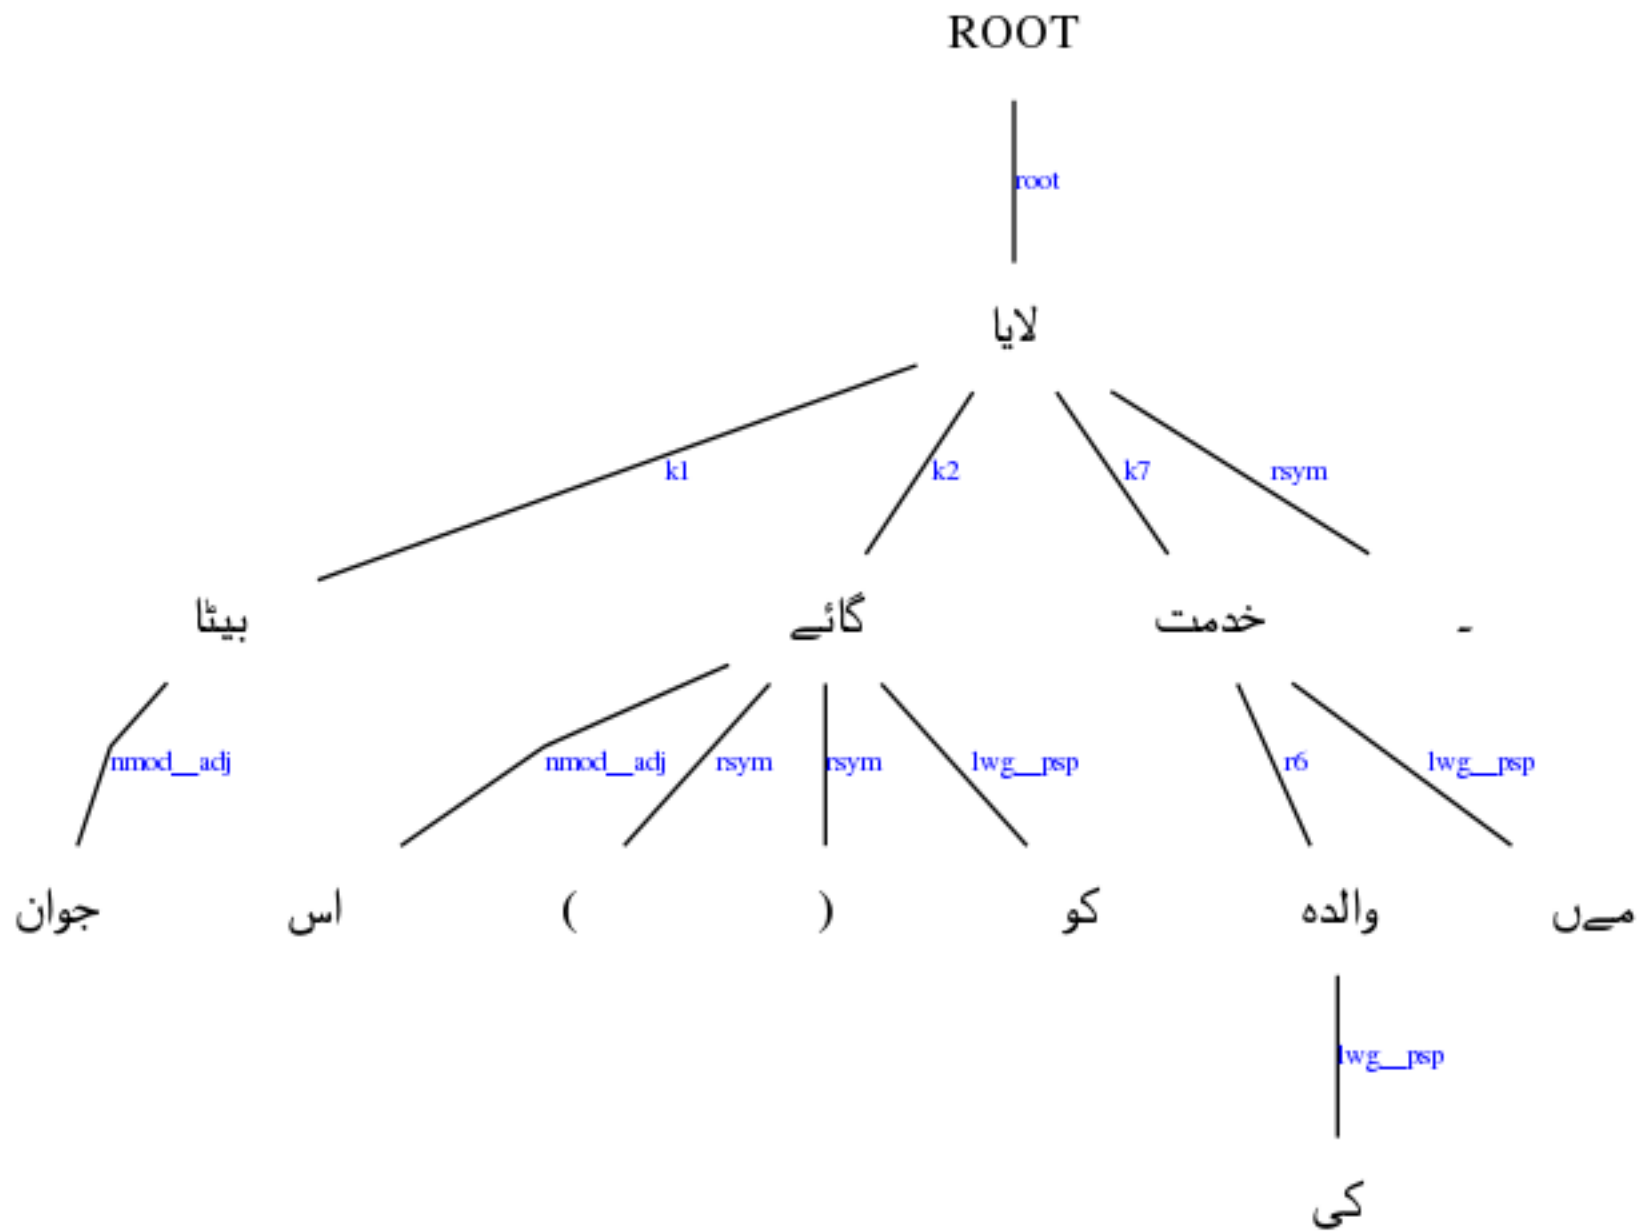 ROOT
root
لایا
k1 k2 k7 rsym
بیٹا گائے خدمت ۔
nmod__adj nmod__adj rsym rsym lwg__psp r6 lwg__psp
جوان اس ( ) کو والدہ مےں
lwg__psp
کی